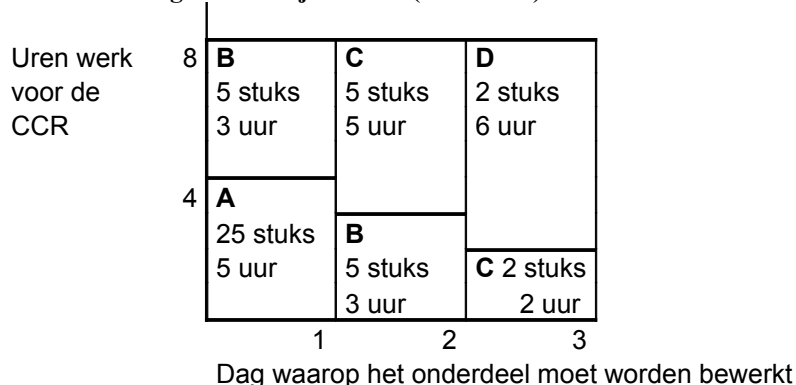 Uren werk
voor de
CCR
8
4
B
5 stuks
3 uur
A
25 stuks
5 uur
C
5 stuks
5 uur
B
5 stuks
3 uur
D
2 stuks
6 uur
C 2 stuks
2 uur
1 2 3
Dag waarop het onderdeel moet worden bewerkt